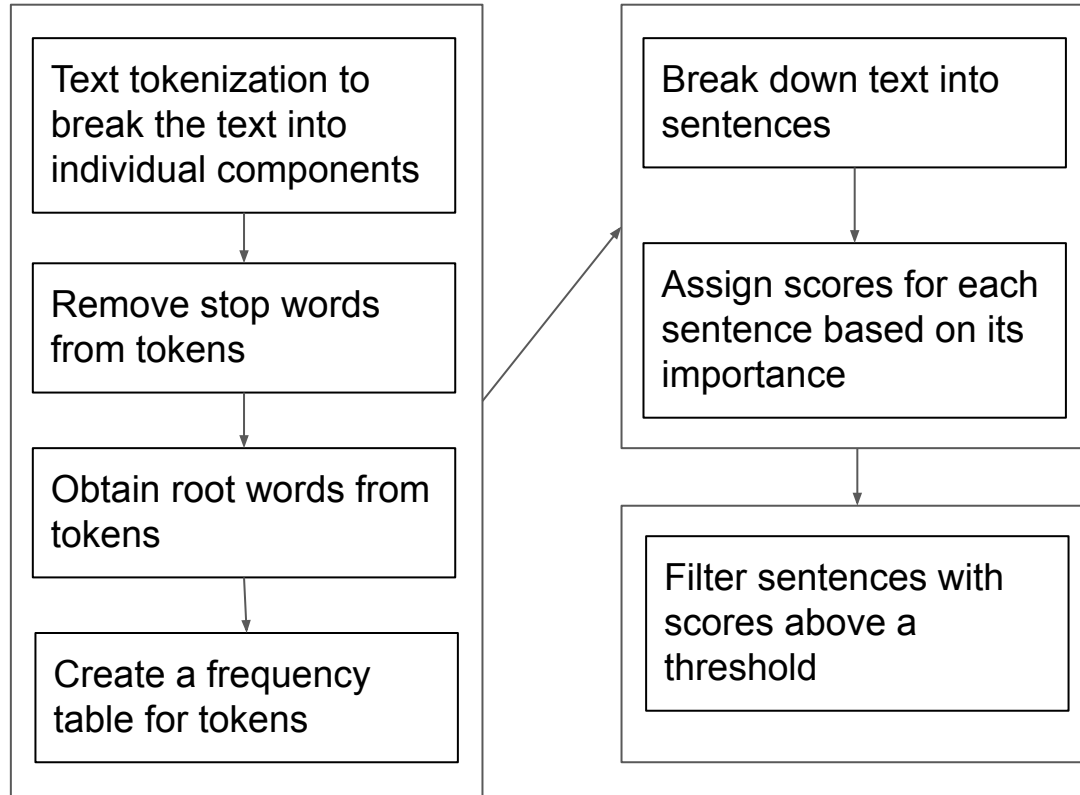 Text tokenization to
break the text into
individual components
Remove stop words
from tokens
Obtain root words from
tokens
Create a frequency
table for tokens
Break down text into
sentences
Assign scores for each
sentence based on its
importance
Filter sentences with
scores above a
threshold